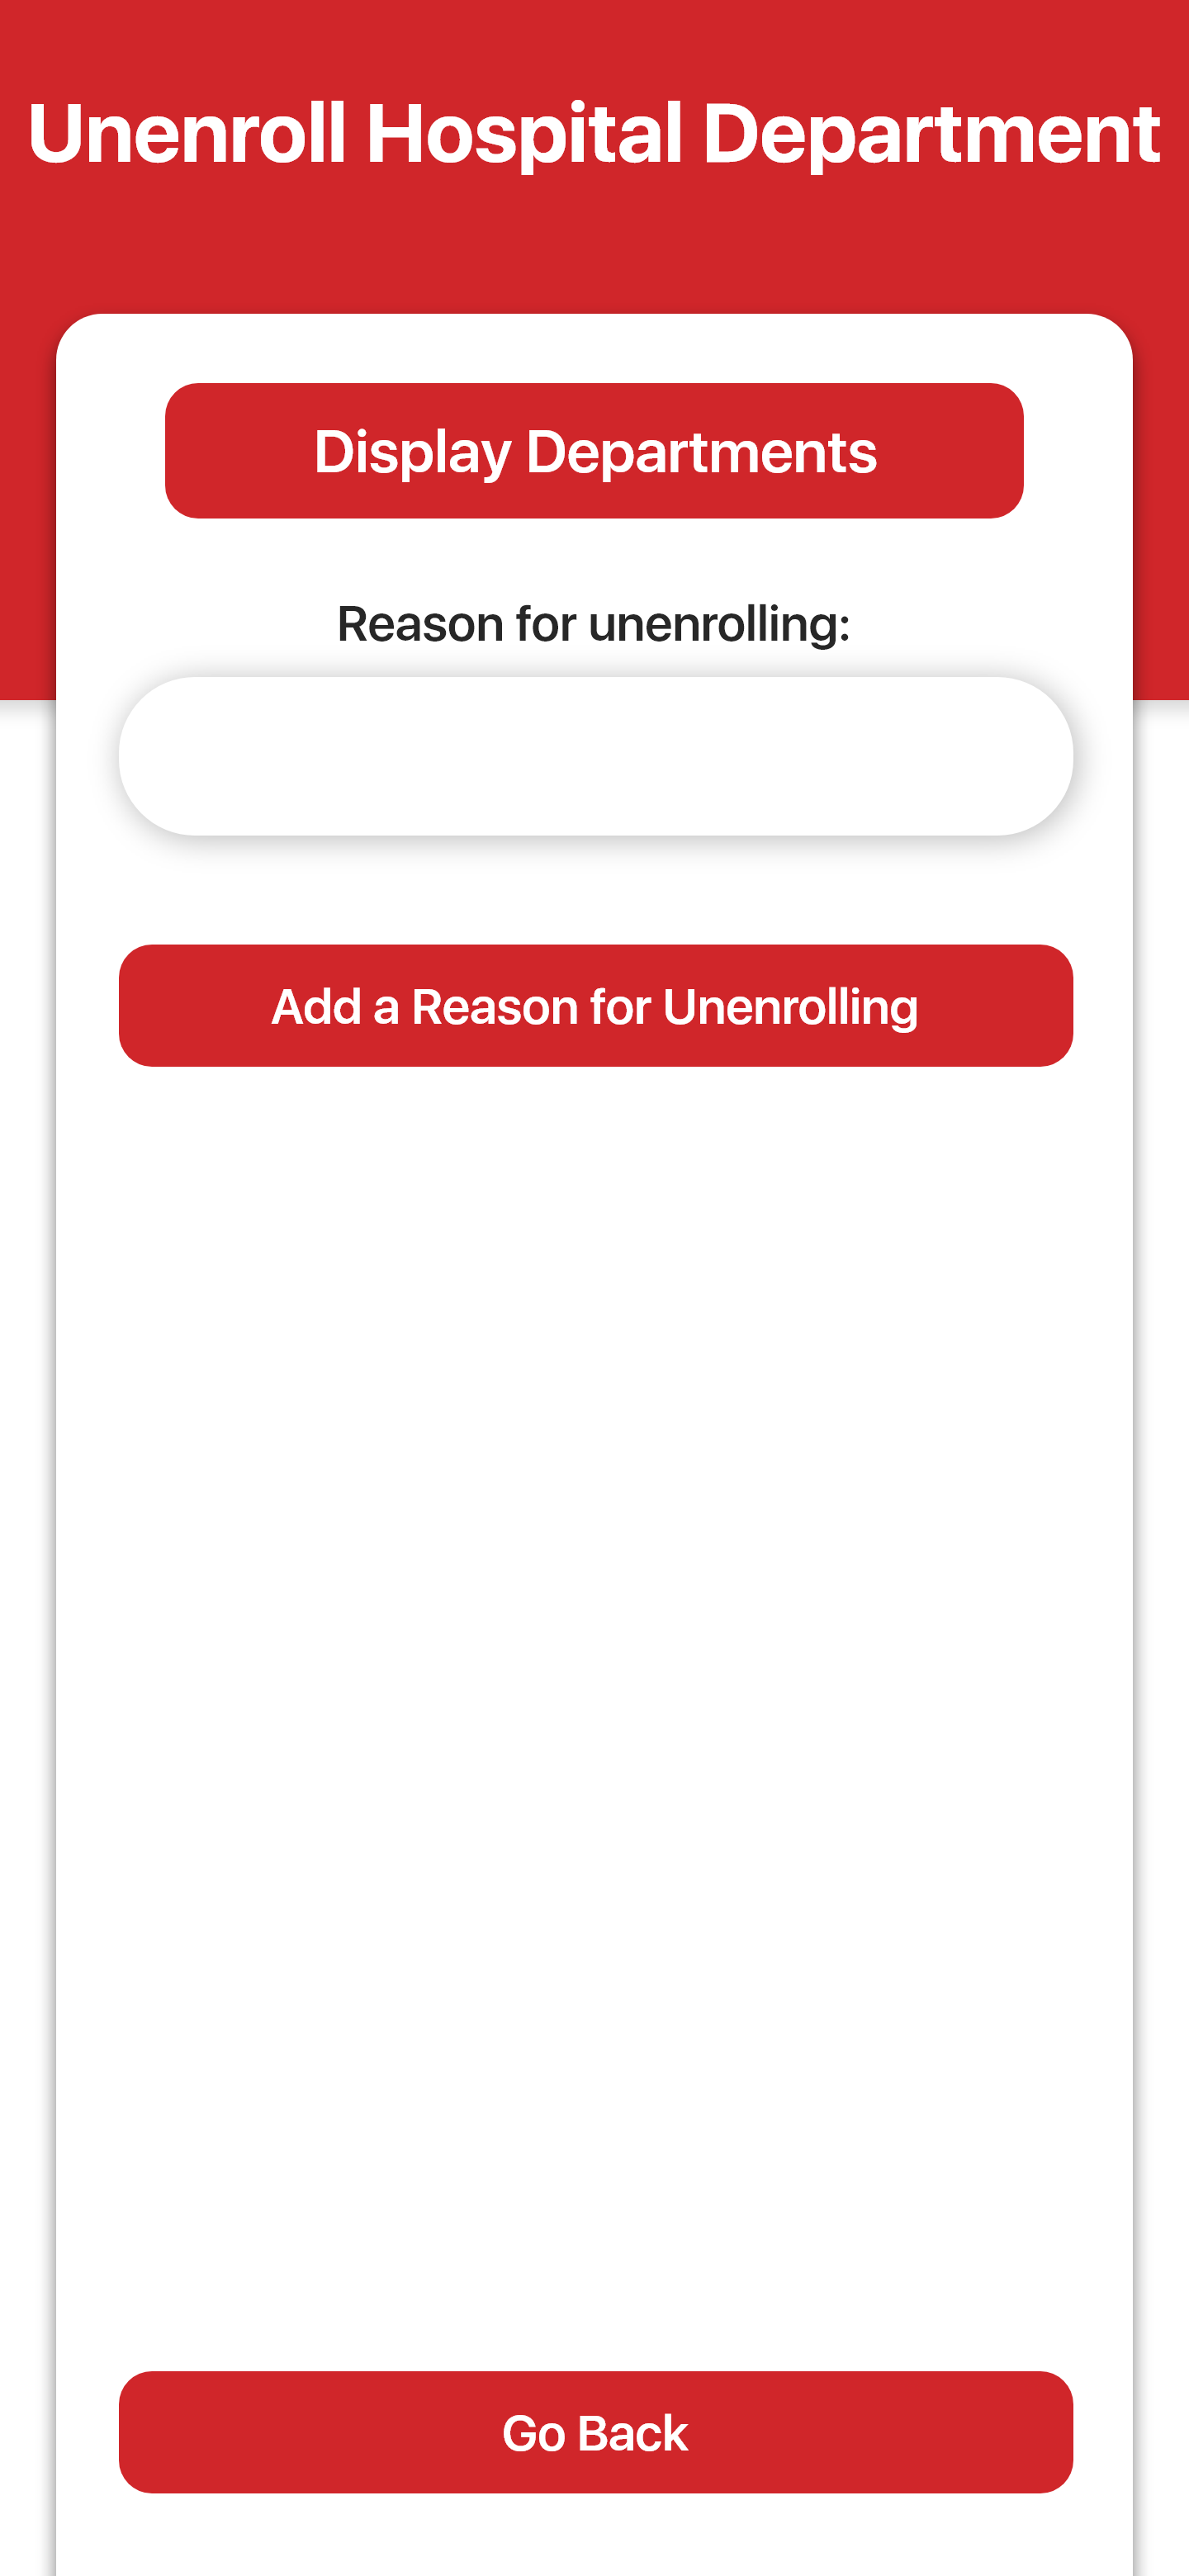 Unenroll Hospital Department
Display Departments
Reason for unenrolling:
Add a Reason for Unenrolling
Go Back